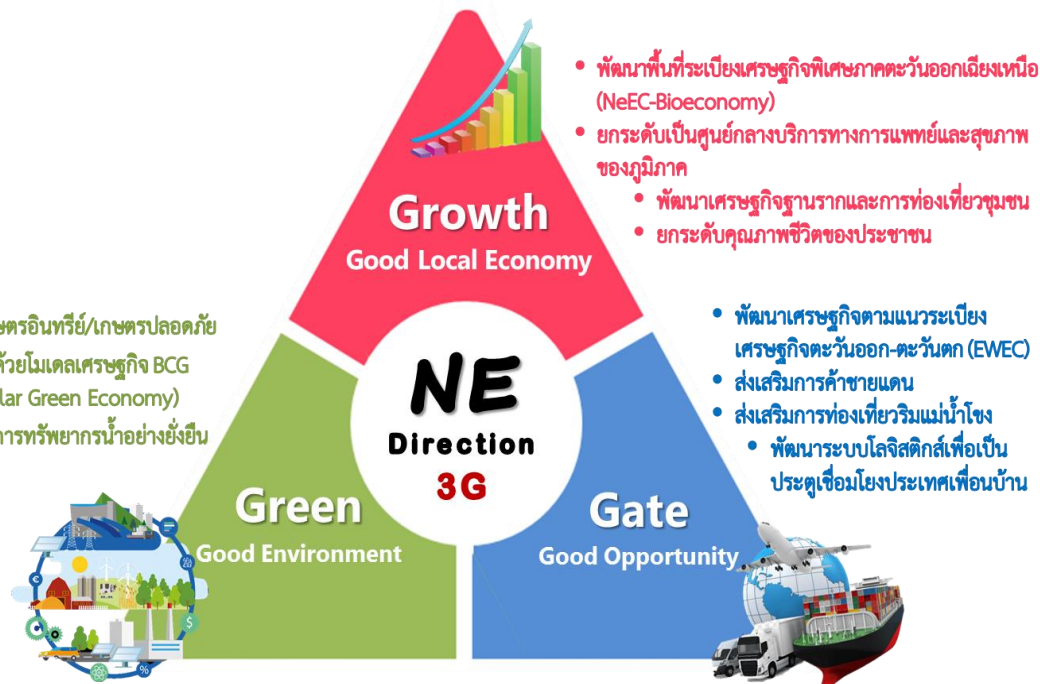 • พัฒนาพื้นที่ระเบียงเศรษฐกิจพิเศษภาคตะวันออกเฉียงเหนือ
(NeEC-Bioeconomy)
• ยกระดับเป็นศูนย์กลางบริการทางการแพทย์และสุขภาพ
ของภูมิภาค
• พัฒนาเศรษฐกิจฐานรากและการท่องเที่ยวชุมชน
• ยกระดับคุณภาพชีวิตของประชาชน
Growth
Good Local Economy
ษตรอินทรีย์/เกษตรปลอดภัย
ด้วยโมเดลเศรษฐกิจ BCG
lar Green Economy)
การทรัพยากรน้ำอย่างยั่งยืน
NE
Direction
3G
• พัฒนาเศรษฐกิจตามแนวระเบียง
เศรษฐกิจตะวันออก-ตะวันตก (EWEC)
• ส่งเสริมการค้าชายแดน
• ส่งเสริมการท่องเที่ยวริมแม่น้ำโขง
• พัฒนาระบบโลจิสติกส์เพื่อเป็น
ประตูเชื่อมโยงประเทศเพื่อนบ้าน
Green
Good Environment
Gate
Good Opportunity